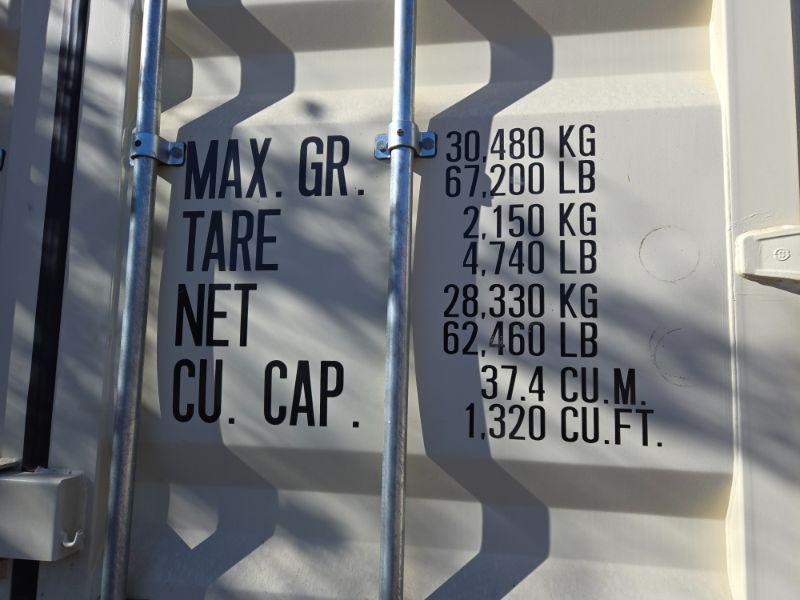 MAX. GR. 30,480 KG
67,200 LB
TARE 2,150 KG
4,740 LB
NET 28,330 KG
62,460 LB
CU. CAP. 37.4 CU.M.
1,320 CU.FT.